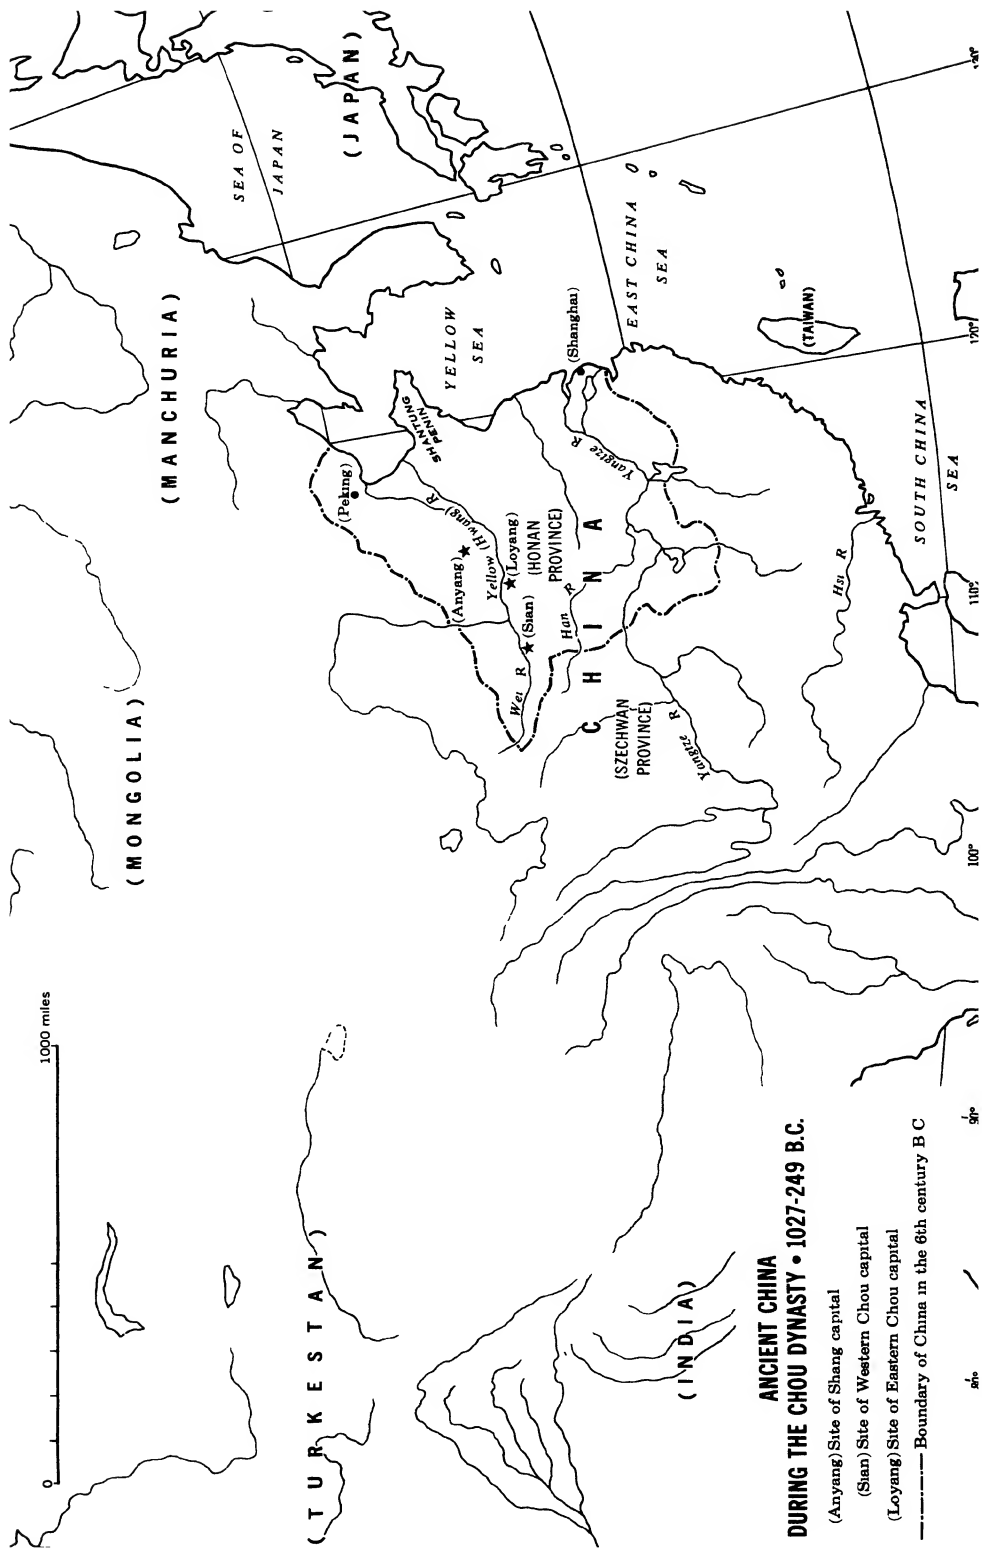 ANCIENT CHINA
DURING THE CHOU DYNASTY • 1027-249 B.C.
(Anyang) Site of Shang capital
(Sian) Site of Western Chou capital
(Loyang) Site of Eastern Chou capital
Boundary of China in the 6th century B C
0
1000 miles
(TURKESTAN)
(INDIA)
(MONGOLIA)
(MANCHURIA)
SEA OF
JAPAN
(JAPAN)
(Peking)
SHANTUNG
PENIN
YELLOW
SEA
(Anyang)
Yellow (Hwang) R
(Loyang)
(HONAN
PROVINCE)
(Sian)
Wei R
Han R
CHINA
(SZECHWAN
PROVINCE)
Yangtze R
Yangtze R
(Shanghai)
EAST CHINA
SEA
(TAIWAN)
Hsi R
SOUTH CHINA
SEA
80°
90°
100°
110°
120°
130°